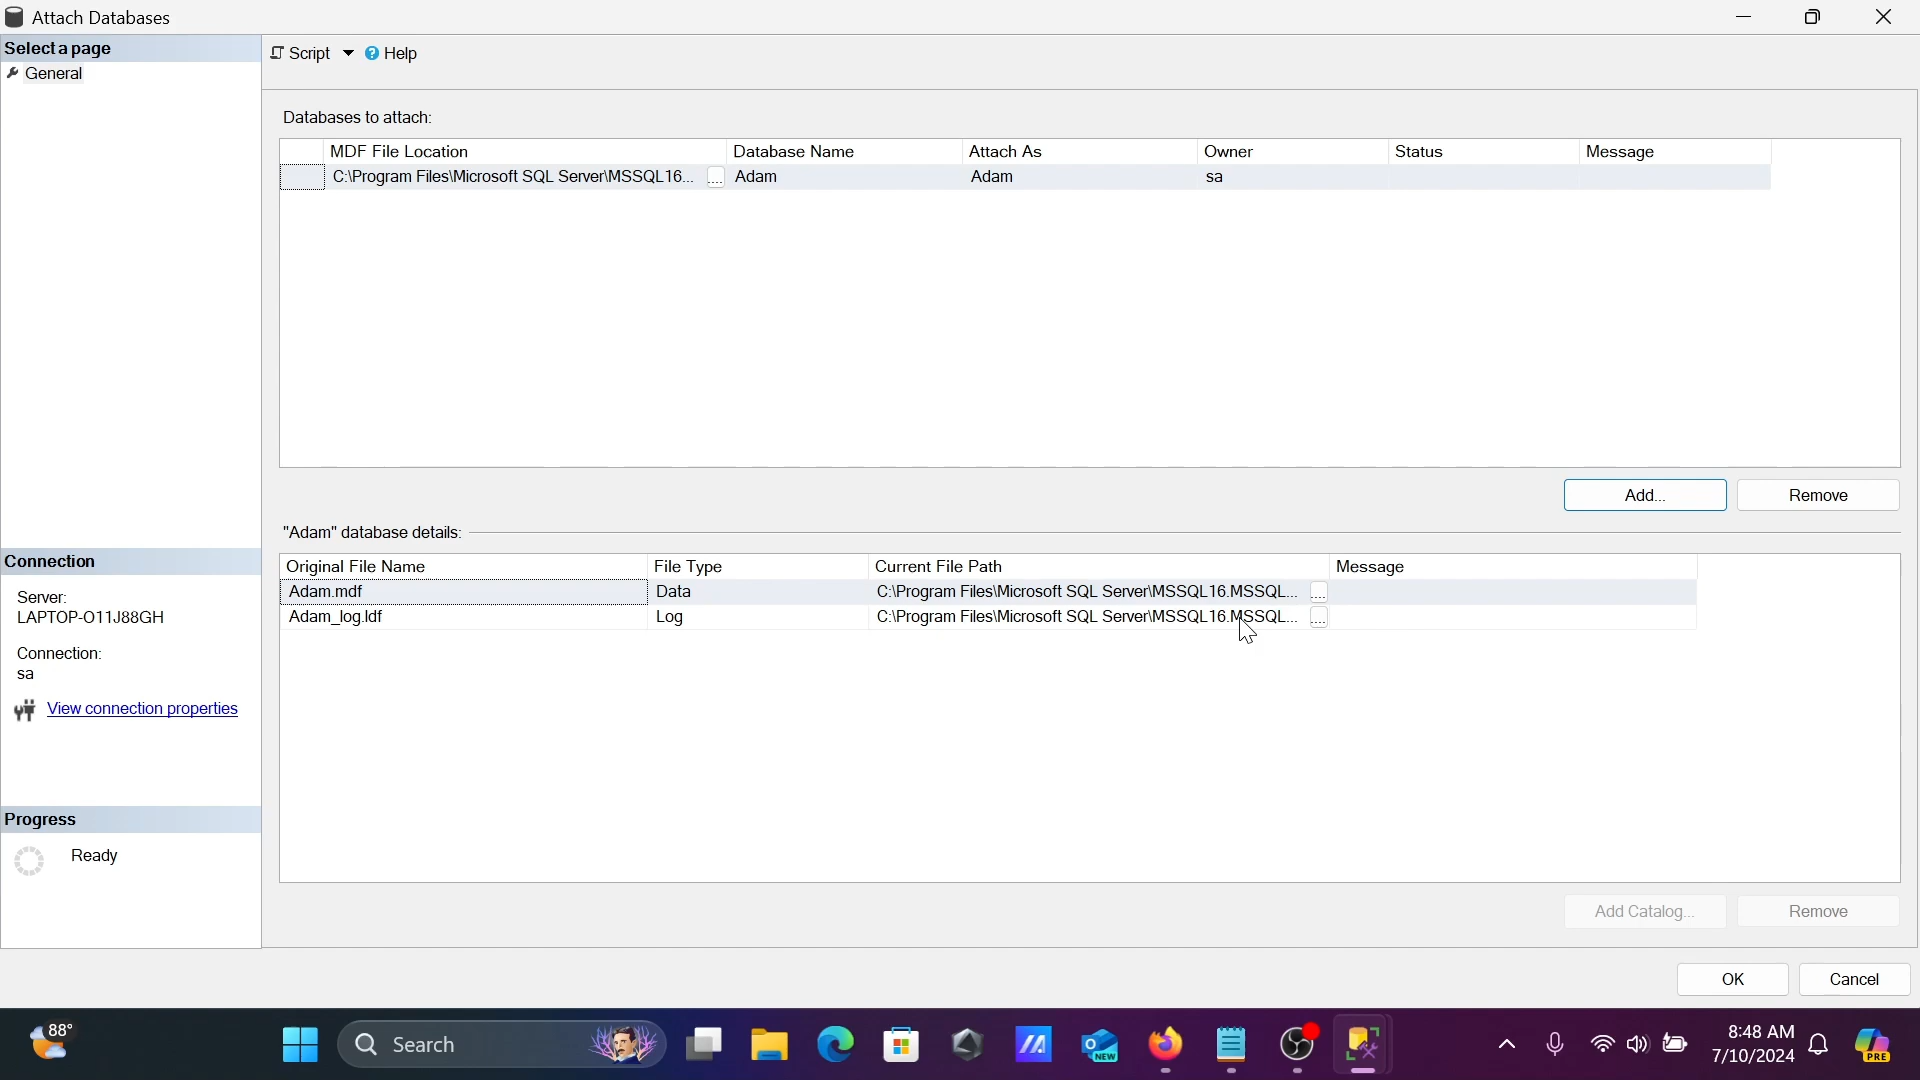 Attach Databases
Select a page
General
Script
Help
Databases to attach:
MDF File Location Database Name Attach As Owner Status Message
C:\Program Files\Microsoft SQL Server\MSSQL16... ... Adam Adam sa
Add... Remove
"Adam" database details:
Original File Name File Type Current File Path Message
Adam.mdf Data C:\Program Files\Microsoft SQL Server\MSSQL16.MSSQL... ...
Adam_log.ldf Log C:\Program Files\Microsoft SQL Server\MSSQL16.MSSQL... ...
Connection
Server:
LAPTOP-O11J88GH
Connection:
sa
View connection properties
Progress
Ready
Add Catalog... Remove
OK Cancel
88°
Search
NEW
8:48 AM
7/10/2024
PRE